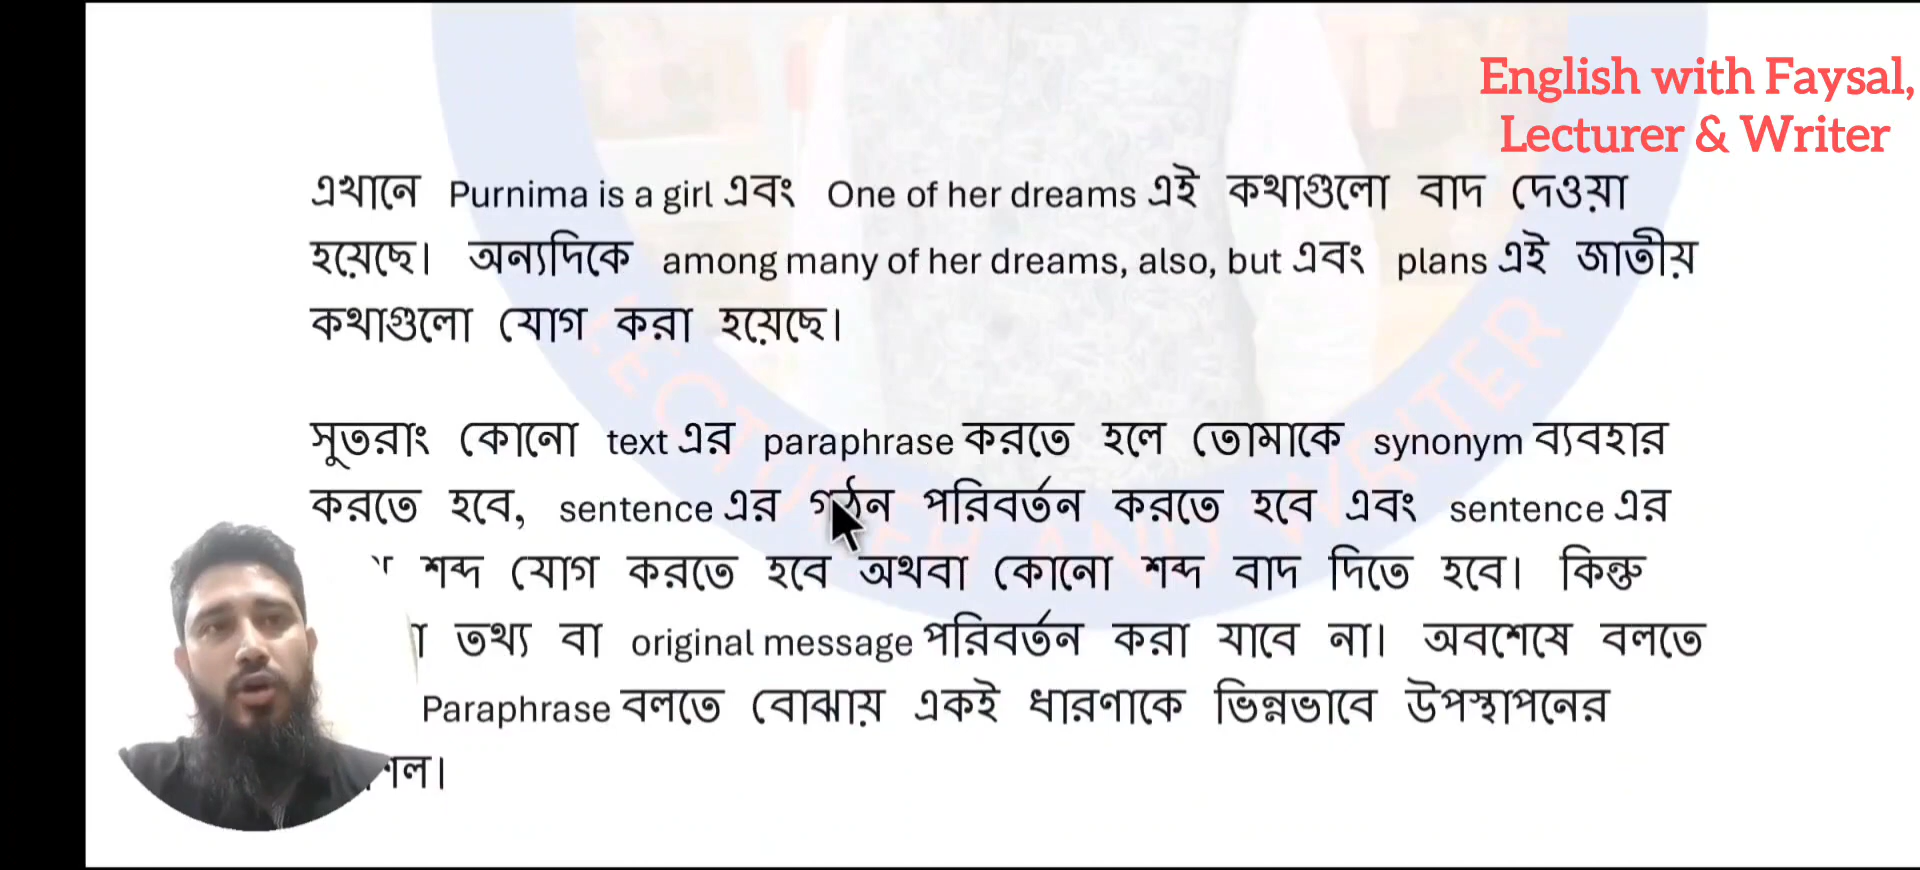 English with Faysal,
Lecturer & Writer
এখানে Purnima is a girl এবং One of her dreams এই কথাগুলো বাদ দেওয়া
হয়েছে। অন্যদিকে among many of her dreams, also, but এবং plans এই জাতীয়
কথাগুলো যোগ করা হয়েছে।
সুতরাং কোনো text এর paraphrase করতে হলে তোমাকে synonym ব্যবহার
করতে হবে, sentence এর গঠন পরিবর্তন করতে হবে এবং sentence এর
শব্দ যোগ করতে হবে অথবা কোনো শব্দ বাদ দিতে হবে। কিন্তু
তথ্য বা original message পরিবর্তন করা যাবে না। অবশেষে বলতে
Paraphrase বলতে বোঝায় একই ধারণাকে ভিন্নভাবে উপস্থাপনের
LECTURER AND WRITER